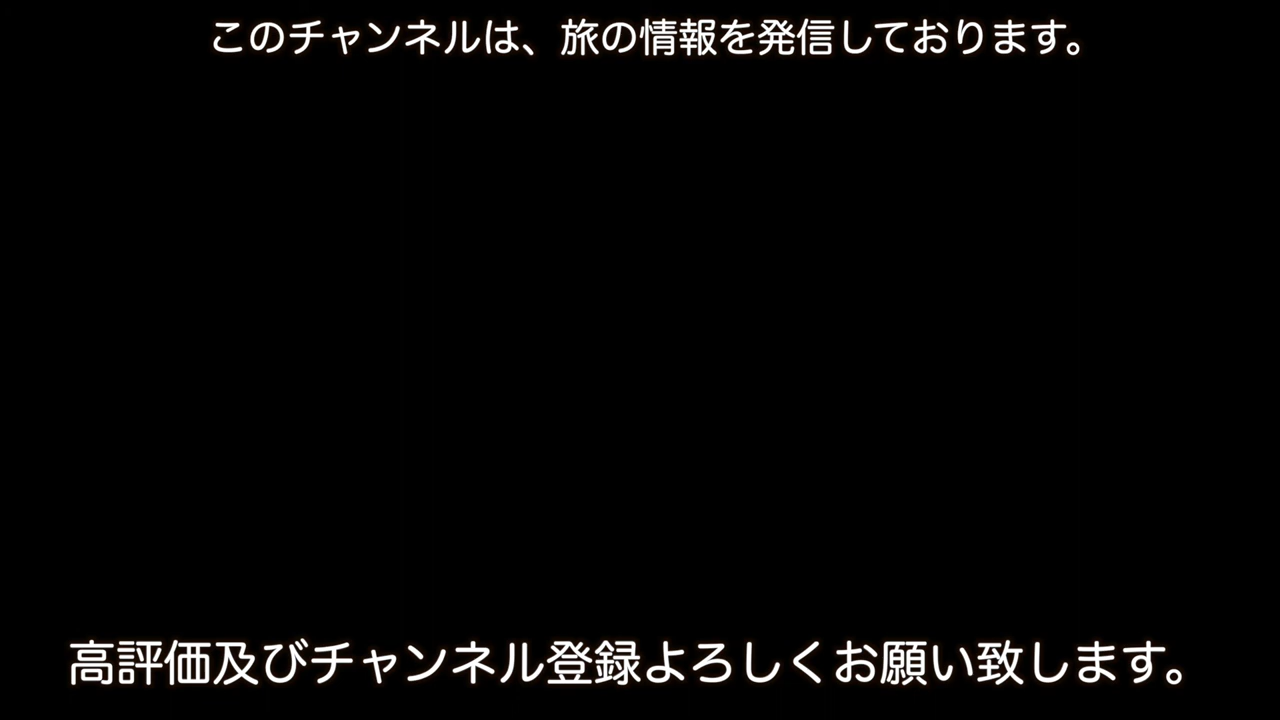 このチャンネルは、旅の情報を発信しております。
高評価及びチャンネル登録よろしくお願い致します。